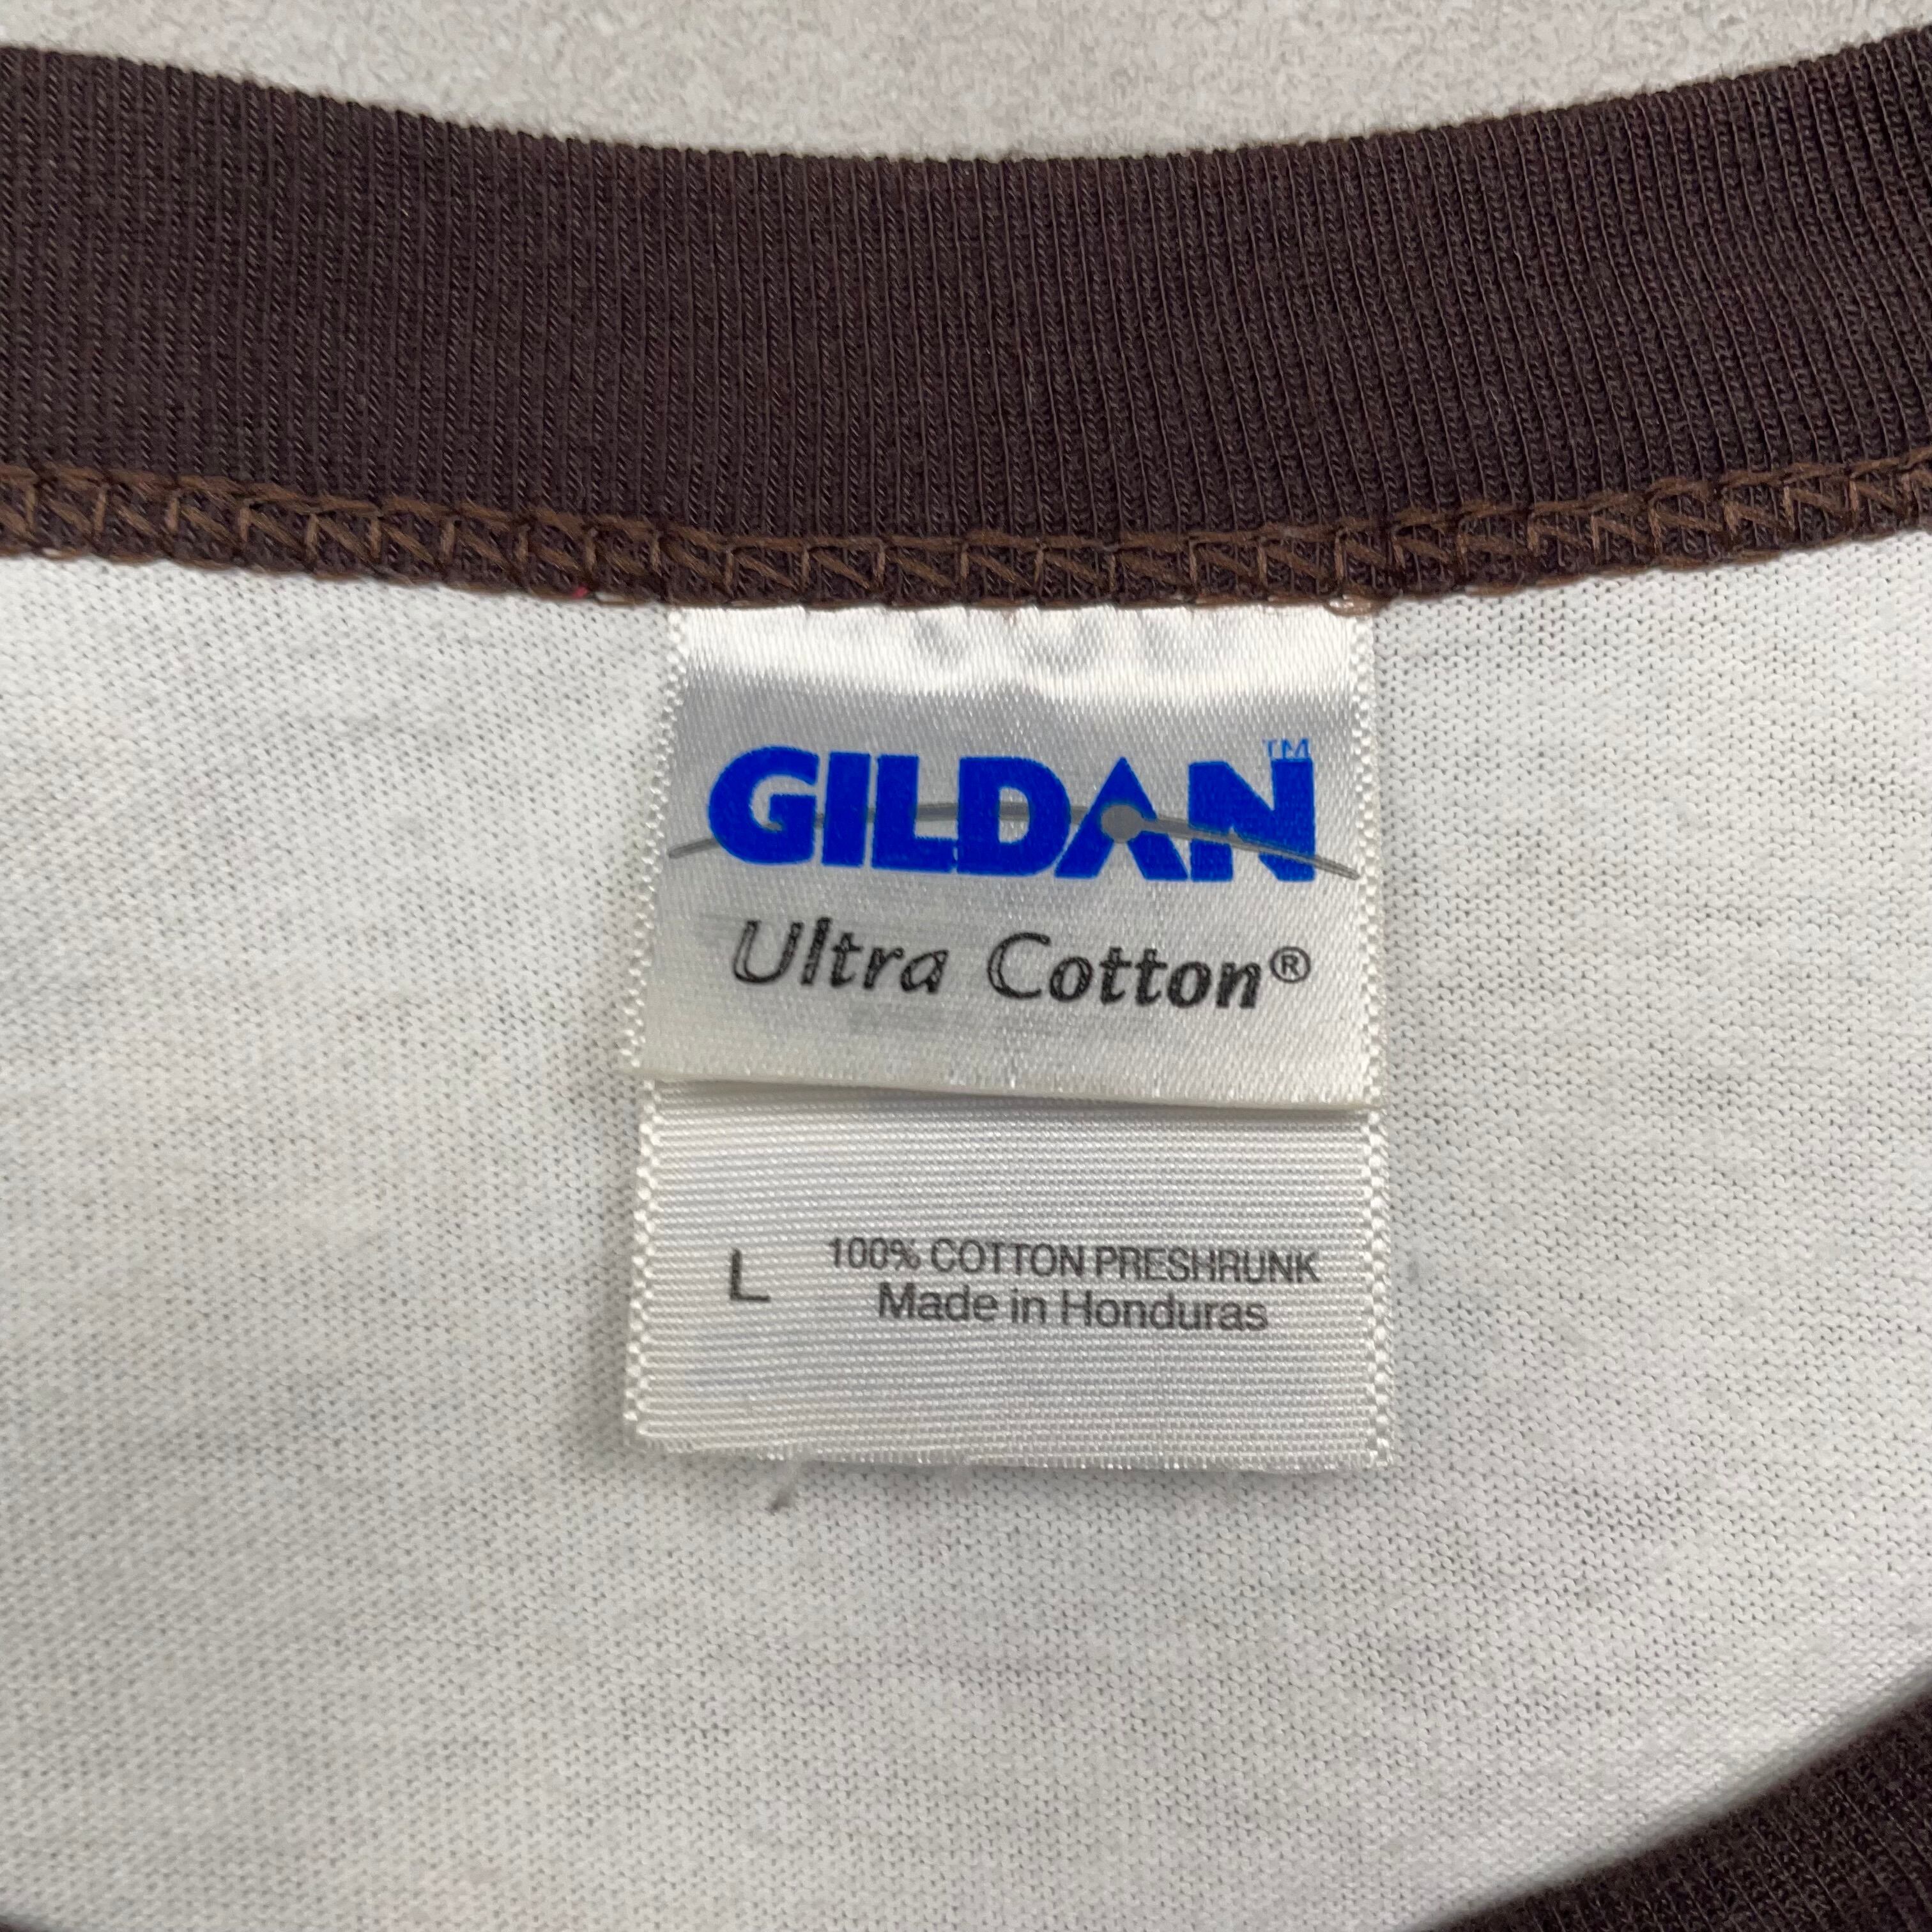 GILDAN™
Ultra Cotton®
L
100% COTTON PRESHRUNK
Made in Honduras